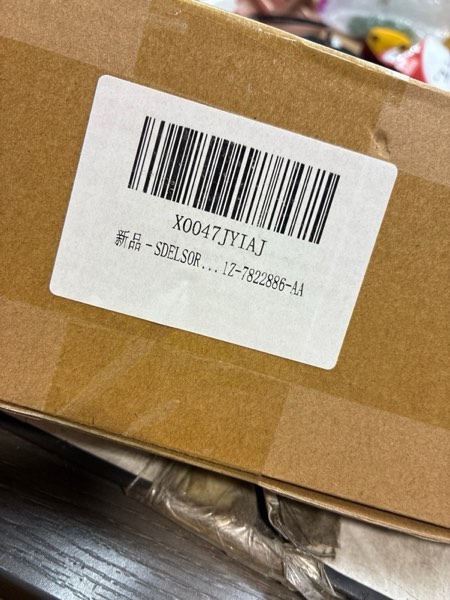 X0047JYIAJ
新品 - SDELSOR... 1Z-7822886-AA